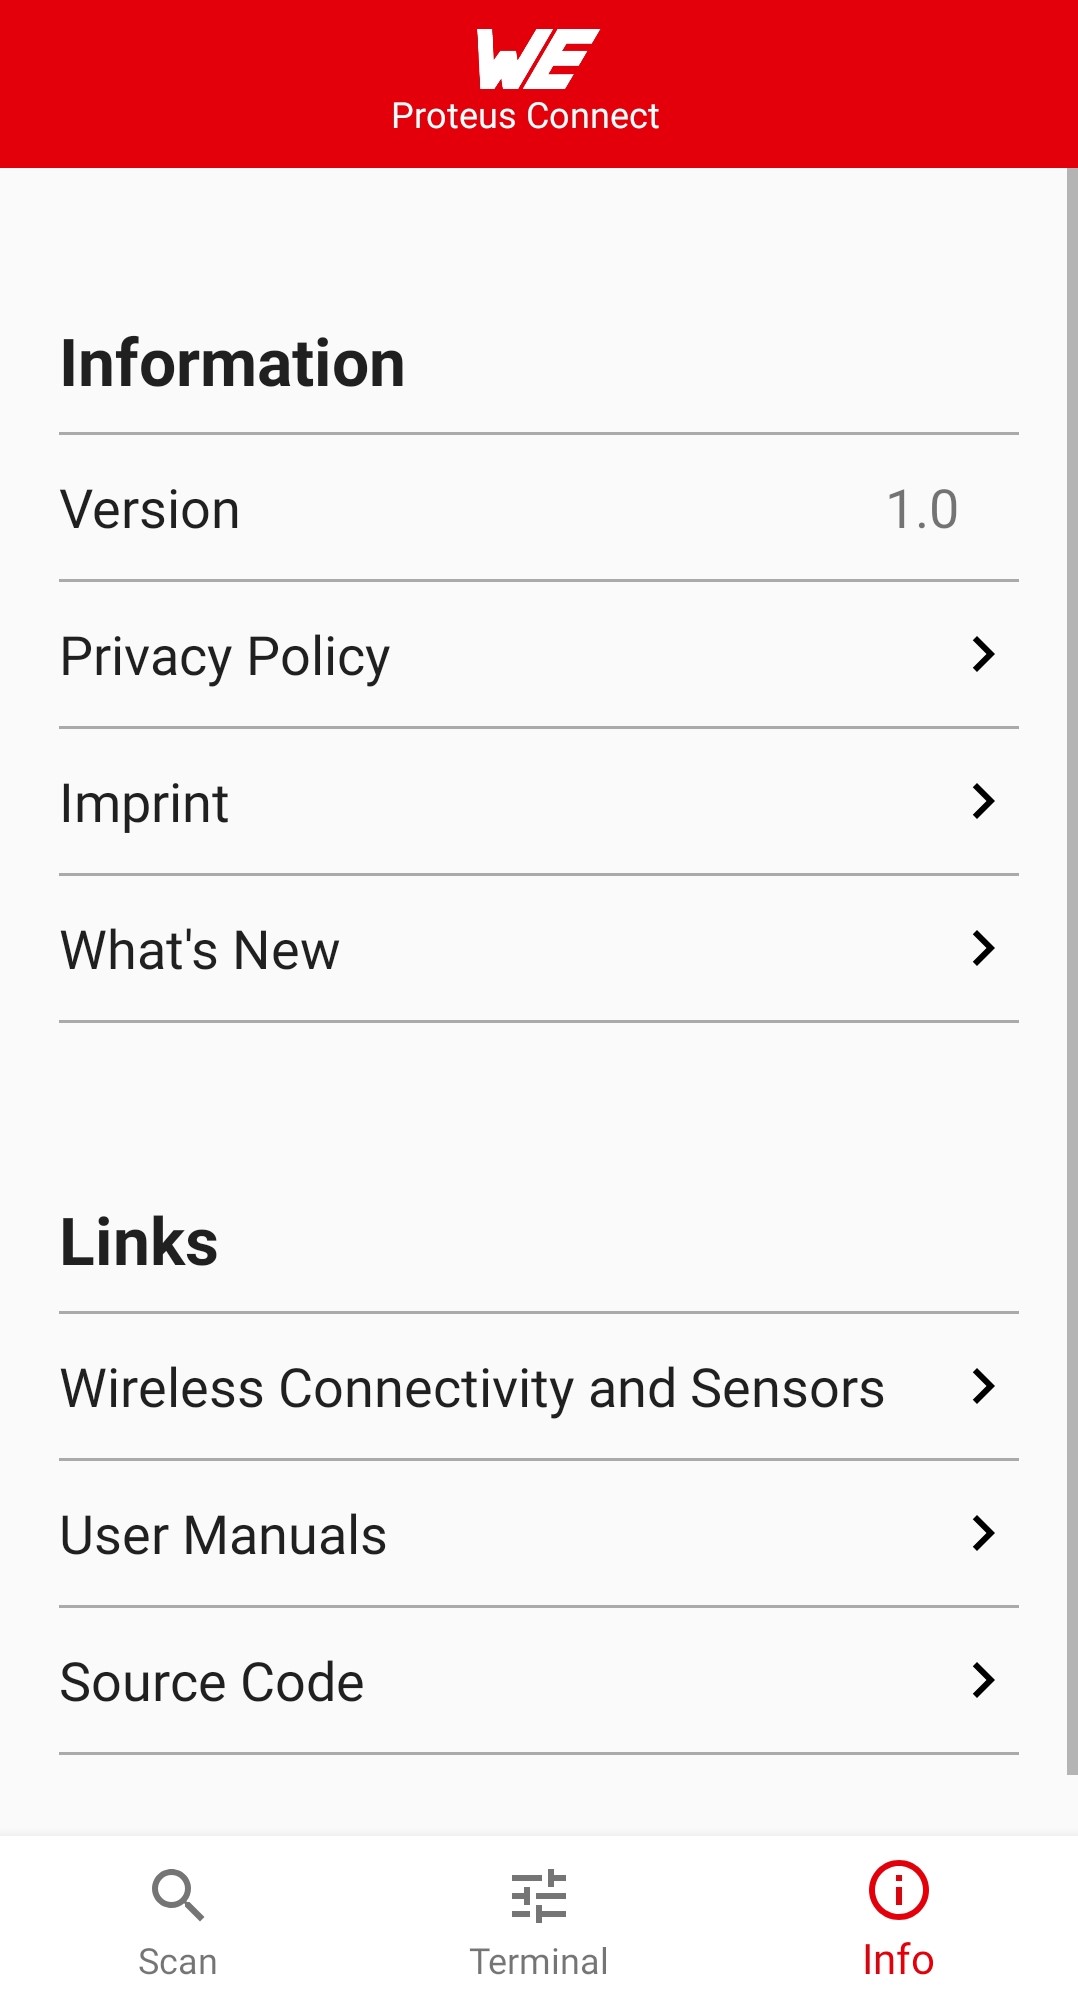 WE
Proteus Connect
Information
Version 1.0
Privacy Policy
Imprint
What's New
Links
Wireless Connectivity and Sensors
User Manuals
Source Code
Scan Terminal Info